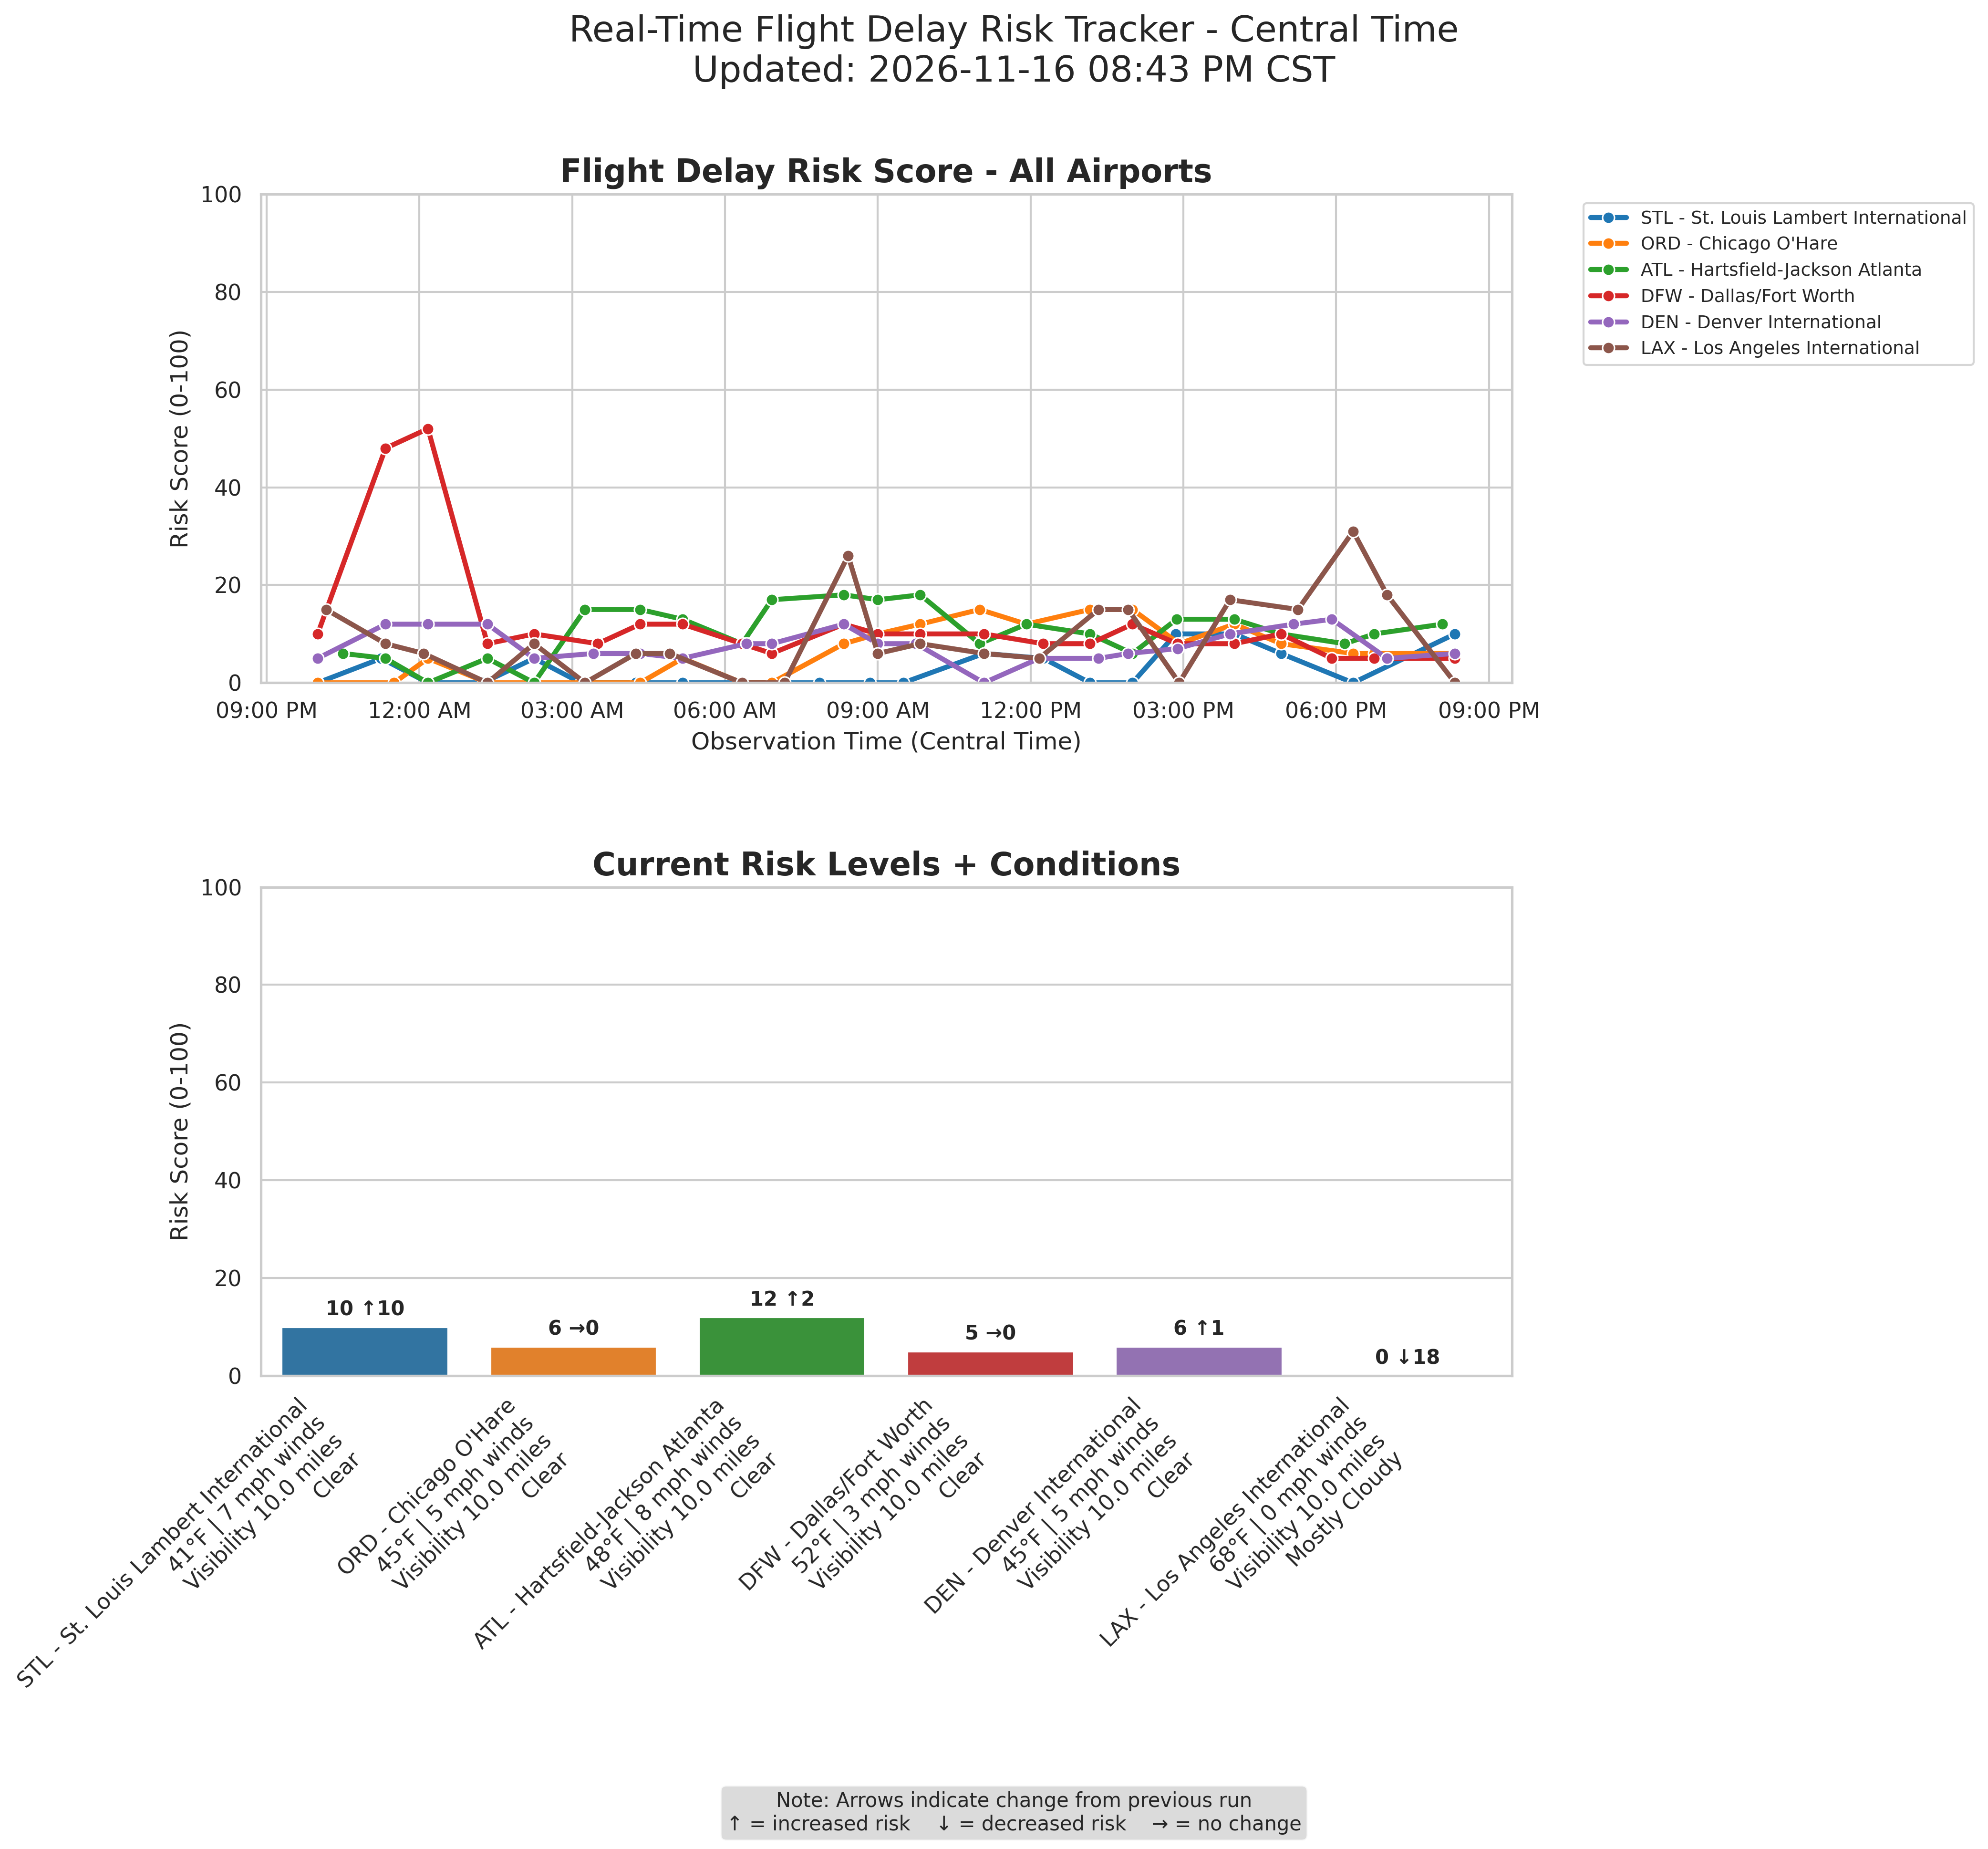 Real-Time Flight Delay Risk Tracker - Central Time
Updated: 2026-11-16 08:43 PM CST
Flight Delay Risk Score - All Airports
Risk Score (0-100)
100
80
60
40
20
0
09:00 PM
12:00 AM
03:00 AM
06:00 AM
09:00 AM
12:00 PM
03:00 PM
06:00 PM
09:00 PM
Observation Time (Central Time)
STL - St. Louis Lambert International
ORD - Chicago O'Hare
ATL - Hartsfield-Jackson Atlanta
DFW - Dallas/Fort Worth
DEN - Denver International
LAX - Los Angeles International
Current Risk Levels + Conditions
Risk Score (0-100)
100
80
60
40
20
0
10 ↑10
6 →0
12 ↑2
5 →0
6 ↑1
0 ↓18
STL - St. Louis Lambert International
41°F | 7 mph winds
Visibility 10.0 miles
Clear
ORD - Chicago O'Hare
45°F | 5 mph winds
Visibility 10.0 miles
Clear
ATL - Hartsfield-Jackson Atlanta
48°F | 8 mph winds
Visibility 10.0 miles
Clear
DFW - Dallas/Fort Worth
52°F | 3 mph winds
Visibility 10.0 miles
Clear
DEN - Denver International
45°F | 5 mph winds
Visibility 10.0 miles
Clear
LAX - Los Angeles International
68°F | 0 mph winds
Visibility 10.0 miles
Mostly Cloudy
Note: Arrows indicate change from previous run
↑ = increased risk ↓ = decreased risk → = no change